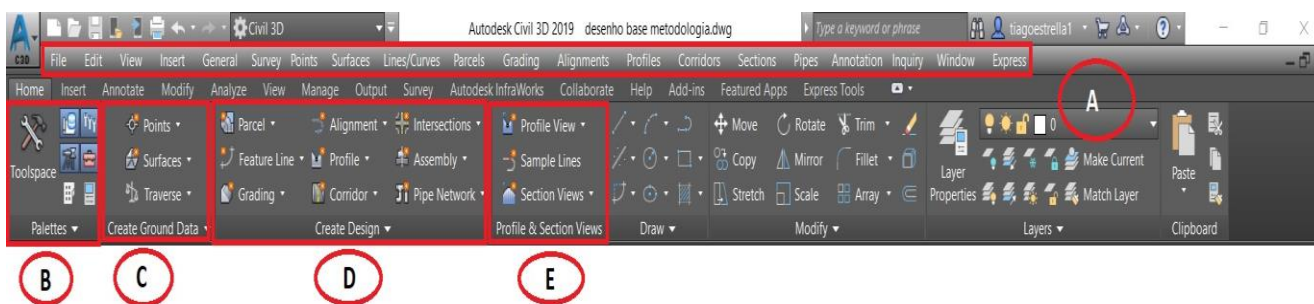 Civil 3D Autodesk Civil 3D 2019 desenho base metodologia.dwg Type a keyword or phrase tiagoestrella1
C3D File Edit View Insert General Survey Points Surfaces Lines/Curves Parcels Grading Alignments Profiles Corridors Sections Pipes Annotation Inquiry Window Express
Home Insert Annotate Modify Analyze View Manage Output Survey Autodesk InfraWorks Collaborate Help Add-ins Featured Apps Express Tools
A
Points Parcel Alignment Intersections Profile View Move Rotate Trim 0
Toolspace Surfaces Feature Line Profile Assembly Sample Lines Copy Mirror Fillet Layer Properties Make Current Paste
Traverse Grading Corridor Pipe Network Section Views Stretch Scale Array Match Layer
Palettes Create Ground Data Create Design Profile & Section Views Draw Modify Layers Clipboard
B C D E